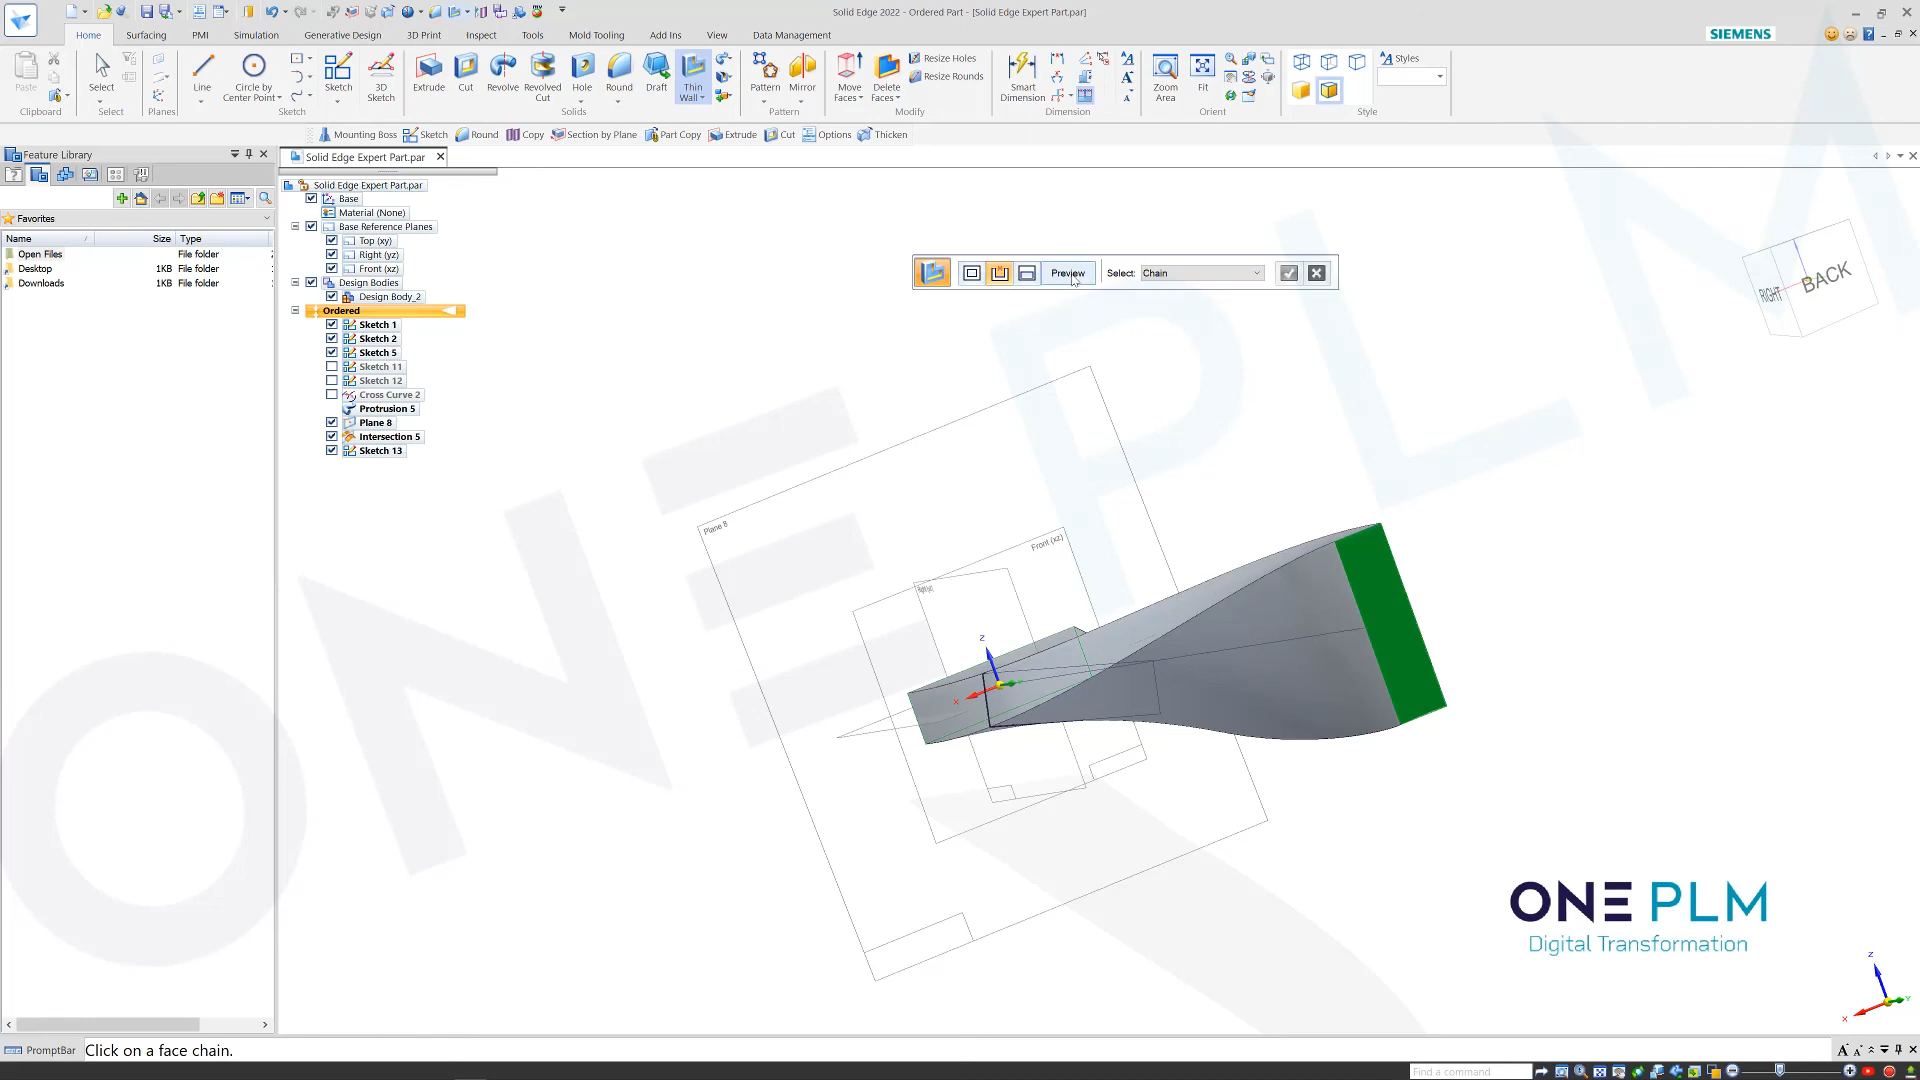 Solid Edge 2022 - Ordered Part - [Solid Edge Expert Part.par]
Home Surfacing PMI Simulation Generative Design 3D Print Inspect Tools Mold Tooling Add Ins View Data Management
SIEMENS
Paste
Select
Line
Circle by Center Point
Sketch
3D Sketch
Extrude
Cut
Revolve
Revolved Cut
Hole
Round
Draft
Thin Wall
Pattern
Mirror
Move Faces
Delete Faces
Resize Holes
Resize Rounds
Smart Dimension
Zoom Area
Fit
Styles
Clipboard Select Planes Sketch Solids Pattern Modify Dimension Orient Style
Mounting Boss Sketch Round Copy Section by Plane Part Copy Extrude Cut Options Thicken
Feature Library
Favorites
Name Size Type
Open Files File folder
Desktop 1KB File folder
Downloads 1KB File folder
Solid Edge Expert Part.par
Solid Edge Expert Part.par
Base
Material (None)
Base Reference Planes
Top (xy)
Right (yz)
Front (xz)
Design Bodies
Design Body_2
Ordered
Sketch 1
Sketch 2
Sketch 5
Sketch 11
Sketch 12
Cross Curve 2
Protrusion 5
Plane 8
Intersection 5
Sketch 13
Preview
Select: Chain
RIGHT
BACK
Plane 8
Front (xz)
Z
X
ONE PLM
ONE PLM
Digital Transformation
Z
X
Y
PromptBar Click on a face chain.
Find a command